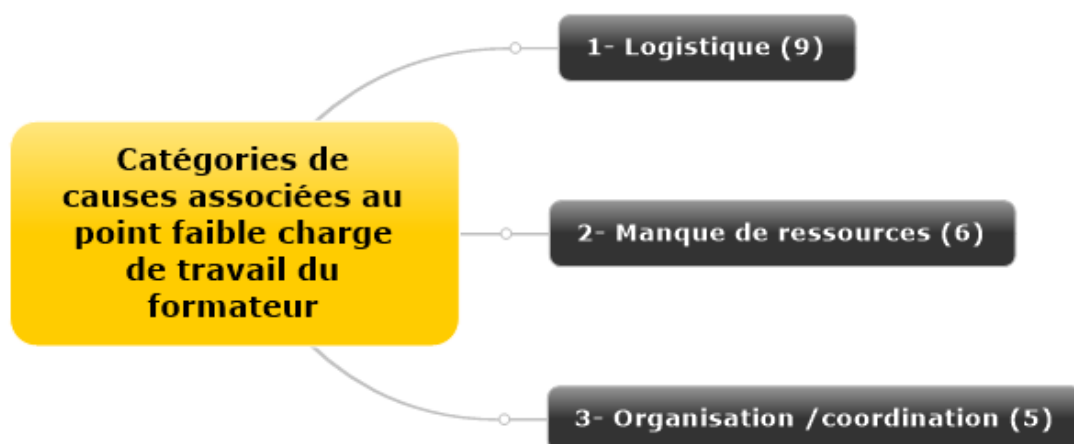 1- Logistique (9)
Catégories de
causes associées au
point faible charge
de travail du
formateur
2- Manque de ressources (6)
3- Organisation /coordination (5)